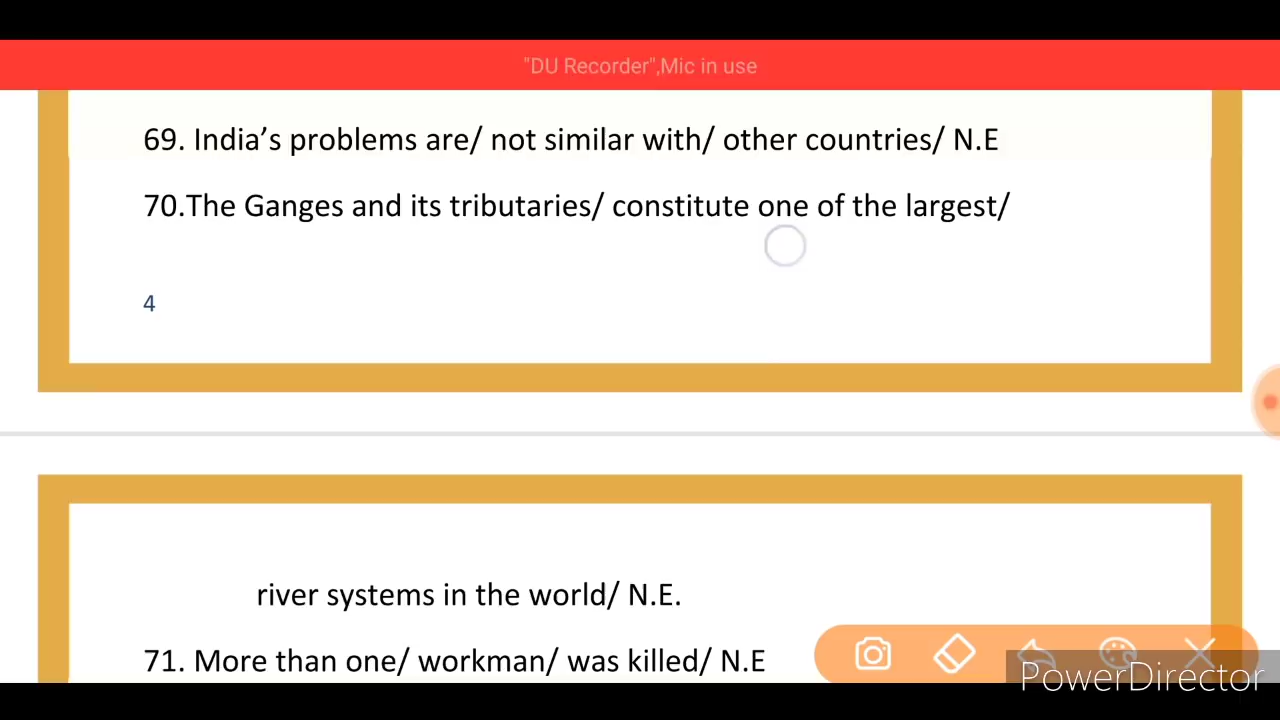 "DU Recorder",Mic in use
69. India’s problems are/ not similar with/ other countries/ N.E
70.The Ganges and its tributaries/ constitute one of the largest/
4
river systems in the world/ N.E.
71. More than one/ workman/ was killed/ N.E
PowerDirector